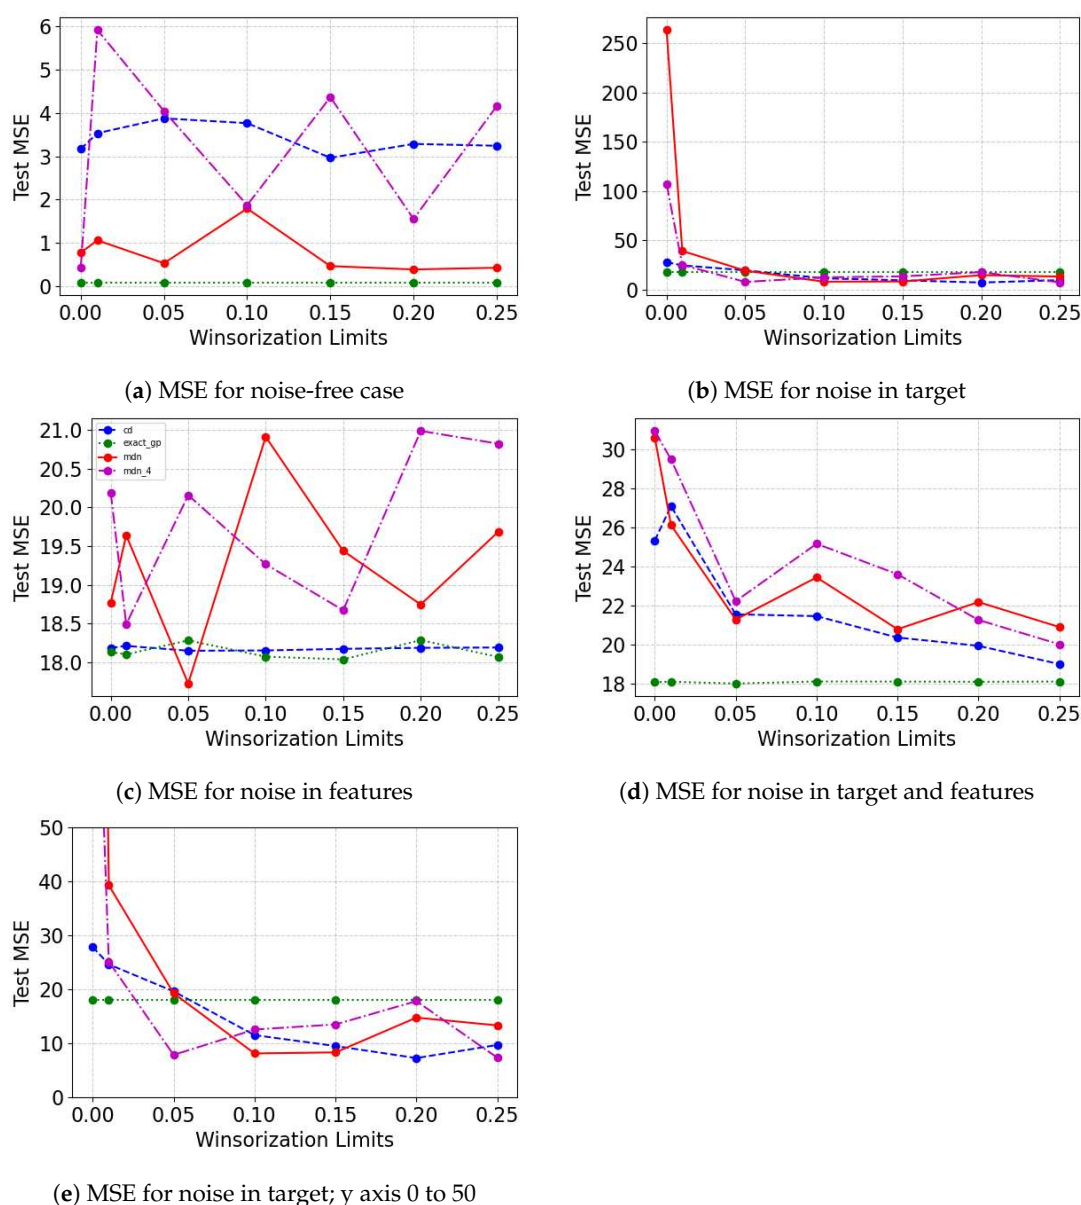 6
5
4
3
2
1
0
Test MSE
0.00 0.05 0.10 0.15 0.20 0.25
Winsorization Limits
(a) MSE for noise-free case
250
200
150
100
50
0
Test MSE
0.00 0.05 0.10 0.15 0.20 0.25
Winsorization Limits
(b) MSE for noise in target
21.0
20.5
20.0
19.5
19.0
18.5
18.0
Test MSE
cd
exact_gp
mdn
mdn_4
0.00 0.05 0.10 0.15 0.20 0.25
Winsorization Limits
(c) MSE for noise in features
30
28
26
24
22
20
18
Test MSE
0.00 0.05 0.10 0.15 0.20 0.25
Winsorization Limits
(d) MSE for noise in target and features
50
40
30
20
10
0
Test MSE
0.00 0.05 0.10 0.15 0.20 0.25
Winsorization Limits
(e) MSE for noise in target; y axis 0 to 50